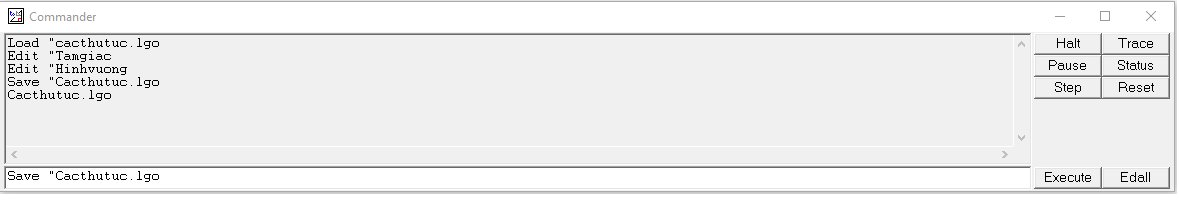 Commander
Load "cacthutuc.lgo
Edit "Tamgiac
Edit "Hinhvuong
Save "Cacthutuc.lgo
Cacthutuc.lgo
Halt
Trace
Pause
Status
Step
Reset
Save "Cacthutuc.lgo
Execute
Edall